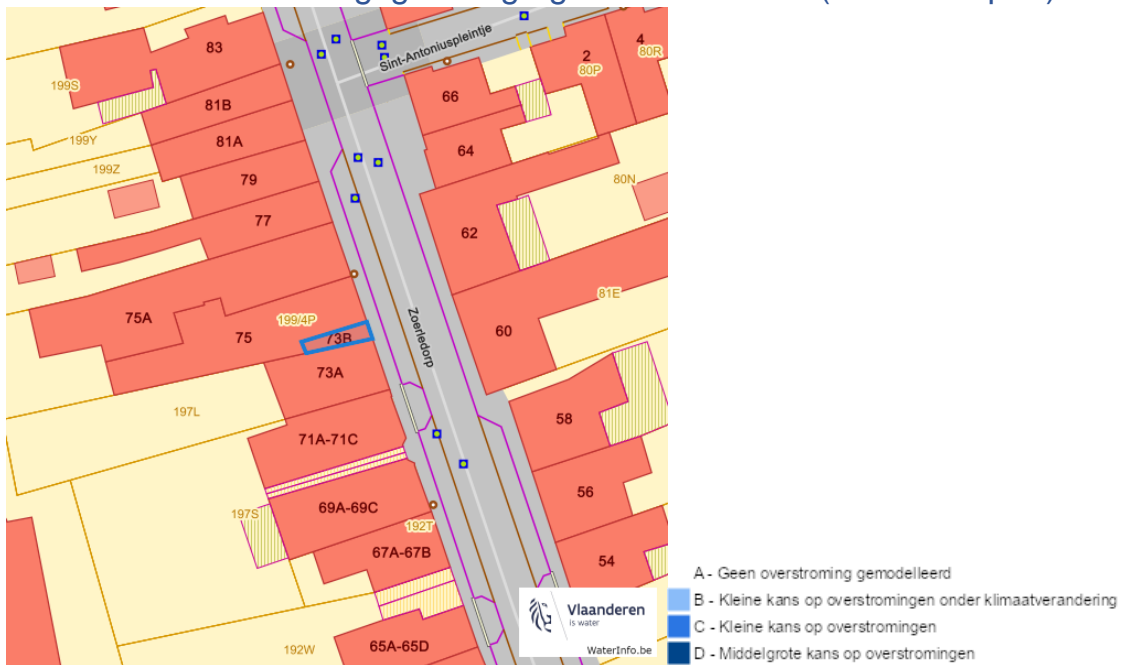 Sint-Antoniuspleintje
83
2
4
80R
80P
199S
66
81B
199Y
81A
64
199Z
79
80N
77
62
81E
75A
199/4P
75
73B
Zoerledorp
60
73A
197L
58
71A-71C
56
69A-69C
197S
192T
67A-67B
54
65A-65D
192W
Vlaanderen
is water
WaterInfo.be
A - Geen overstroming gemodelleerd
B - Kleine kans op overstromingen onder klimaatverandering
C - Kleine kans op overstromingen
D - Middelgrote kans op overstromingen